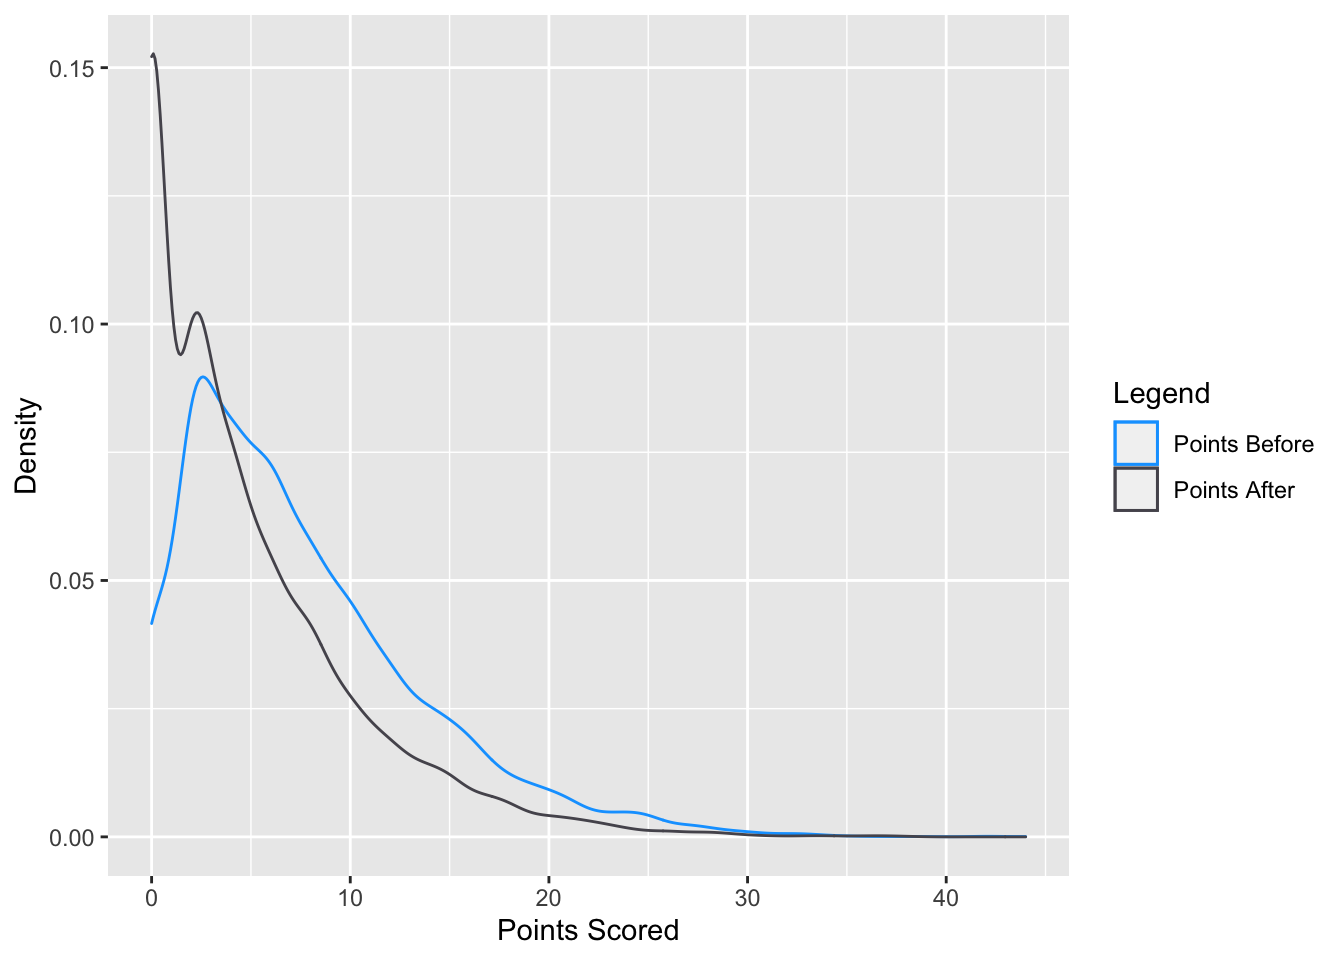 0.15
0.10
0.05
0.00
Density
0 10 20 30 40
Points Scored
Legend
Points Before
Points After